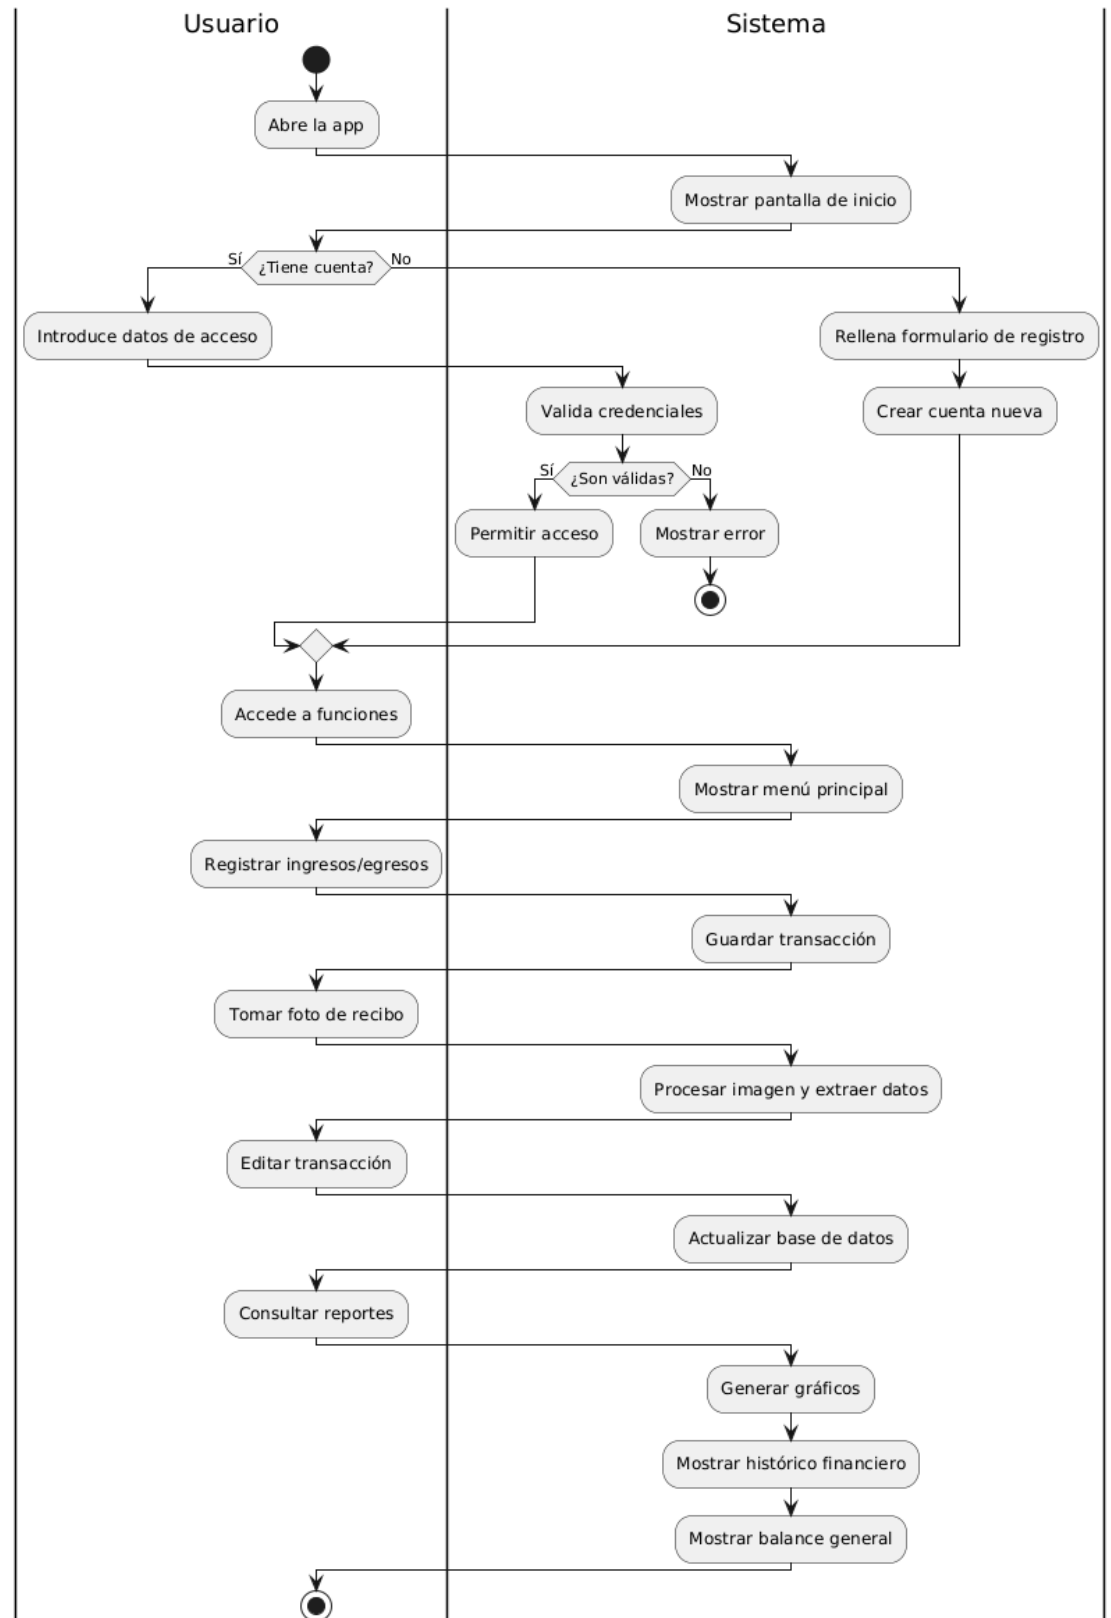 Usuario
Sistema
Abre la app
Mostrar pantalla de inicio
Sí
¿Tiene cuenta?
No
Introduce datos de acceso
Rellena formulario de registro
Valida credenciales
Crear cuenta nueva
Sí
¿Son válidas?
No
Permitir acceso
Mostrar error
Accede a funciones
Mostrar menú principal
Registrar ingresos/egresos
Guardar transacción
Tomar foto de recibo
Procesar imagen y extraer datos
Editar transacción
Actualizar base de datos
Consultar reportes
Generar gráficos
Mostrar histórico financiero
Mostrar balance general